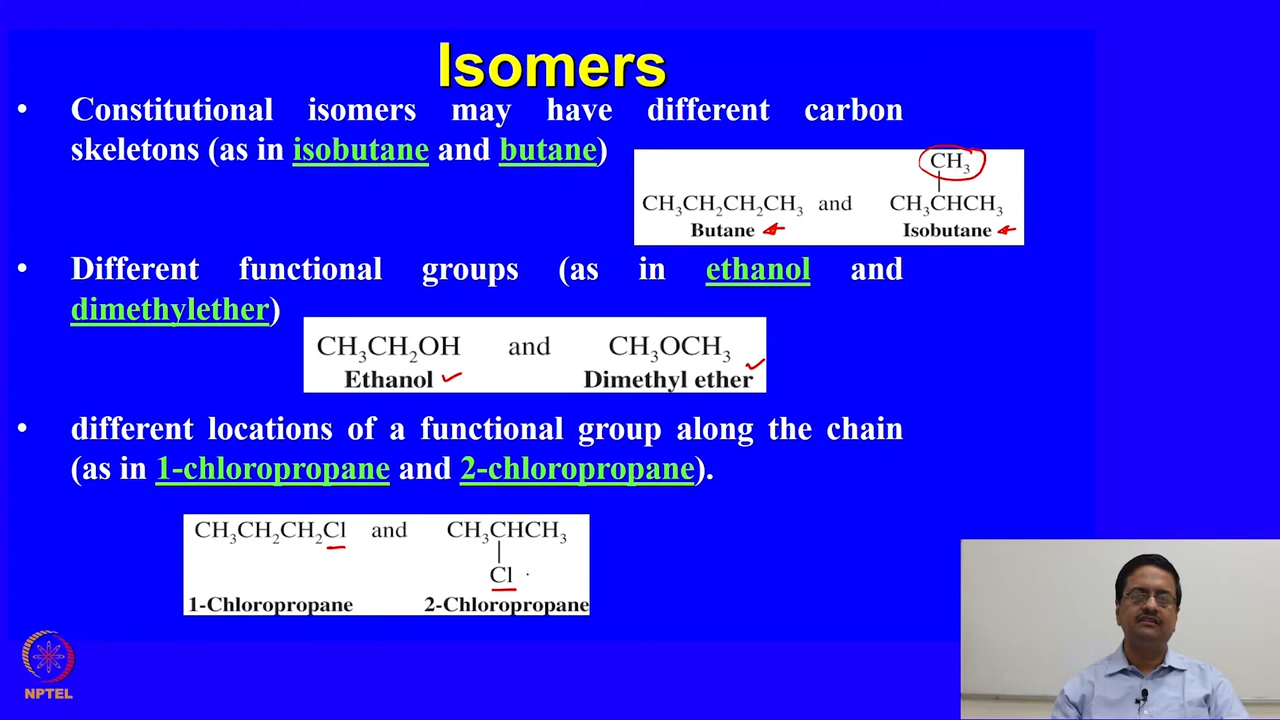 Isomers
• Constitutional isomers may have different carbon
skeletons (as in isobutane and butane)
CH₃
CH₃CH₂CH₂CH₃ and CH₃CHCH₃
Butane Isobutane
• Different functional groups (as in ethanol and
dimethylether)
CH₃CH₂OH and CH₃OCH₃
Ethanol Dimethyl ether
• different locations of a functional group along the chain
(as in 1-chloropropane and 2-chloropropane).
CH₃CH₂CH₂Cl and CH₃CHCH₃
Cl
1-Chloropropane 2-Chloropropane
NPTEL